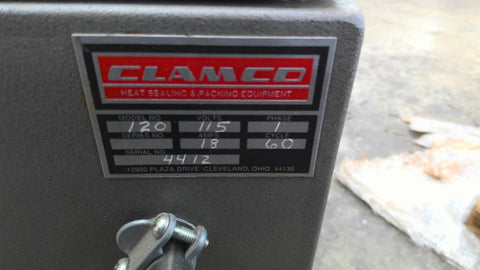 CLAMCO
HEAT SEALING & PACKING EQUIPMENT
MODEL NO. VOLTS PHASE
120 115 1
SERIES NO. AMPS CYCLE
18 60
SERIAL NO.
4412
12900 PLAZA DRIVE CLEVELAND, OHIO 44130